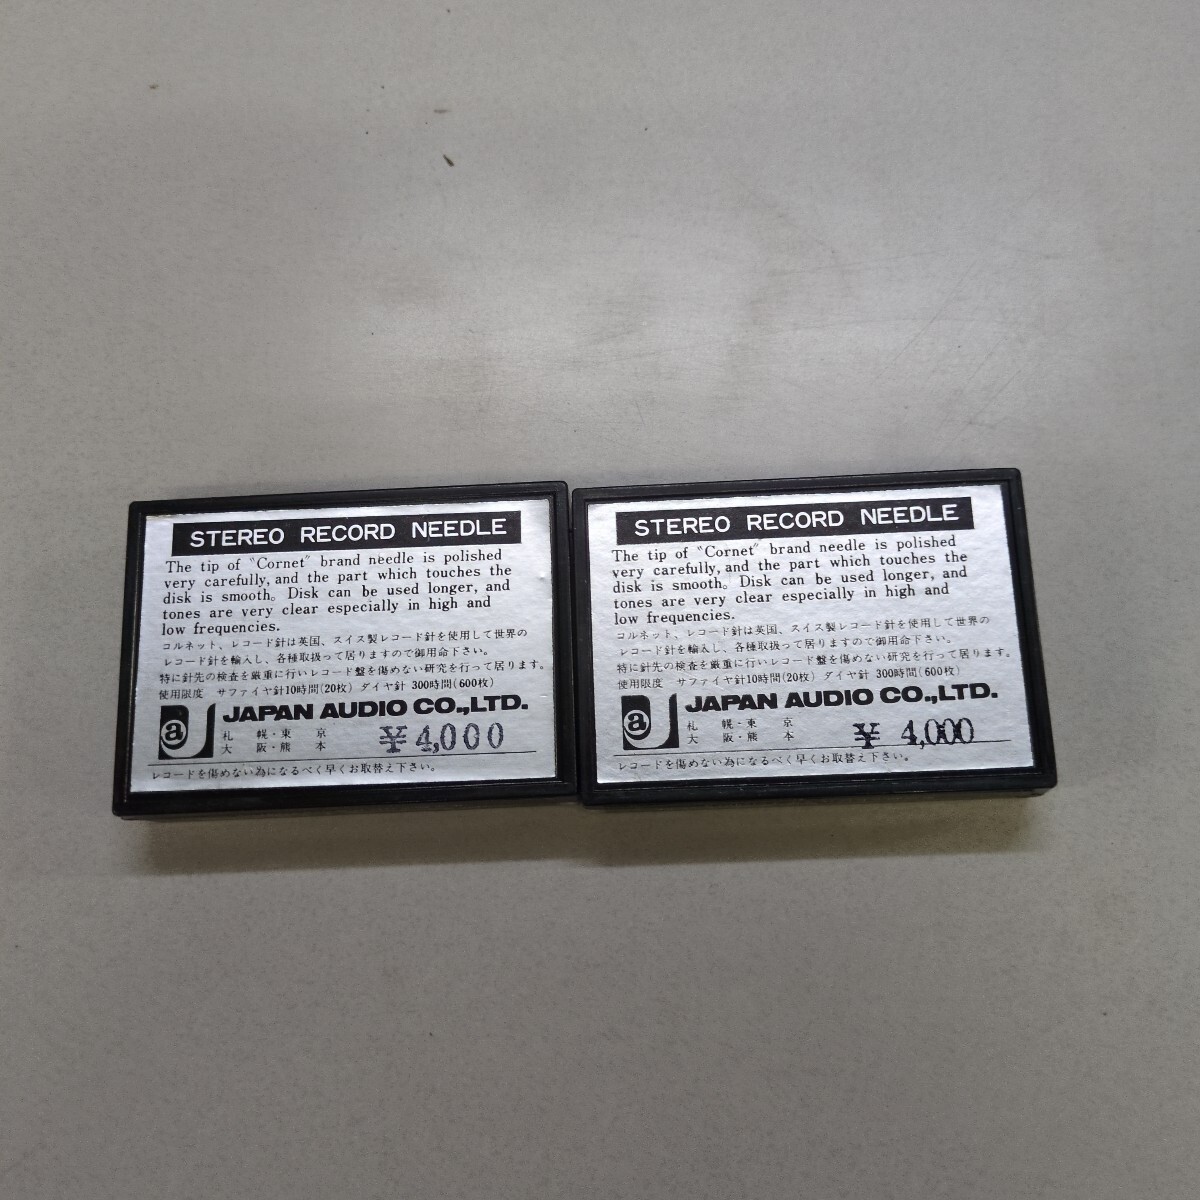 STEREO RECORD NEEDLE
The tip of "Cornet" brand needle is polished
very carefully, and the part which touches the
disk is smooth。 Disk can be used longer, and
tones are very clear especially in high and
low frequencies.
コルネット、レコード針は英国、スイス製レコード針を使用して世界の
レコード針を輸入し、各種取扱って居りますので御用命下さい。
特に針先の検査を厳重に行いレコード盤を傷めない研究を行って居ります。
使用限度 サファイヤ針10時間(20枚) ダイヤ針 300時間(600枚)
a JAPAN AUDIO CO.,LTD.
札幌・東京
大阪・熊本 ¥4,000
レコードを傷めない為になるべく早くお取替え下さい。
STEREO RECORD NEEDLE
The tip of "Cornet" brand needle is polished
very carefully, and the part which touches the
disk is smooth。 Disk can be used longer, and
tones are very clear especially in high and
low frequencies.
コルネット、レコード針は英国、スイス製レコード針を使用して世界の
レコード針を輸入し、各種取扱って居りますので御用命下さい。
特に針先の検査を厳重に行いレコード盤を傷めない研究を行って居ります。
使用限度 サファイヤ針10時間(20枚) ダイヤ針 300時間(600枚)
a JAPAN AUDIO CO.,LTD.
札幌・東京
大阪・熊本 ¥4,000
レコードを傷めない為になるべく早くお取替え下さい。